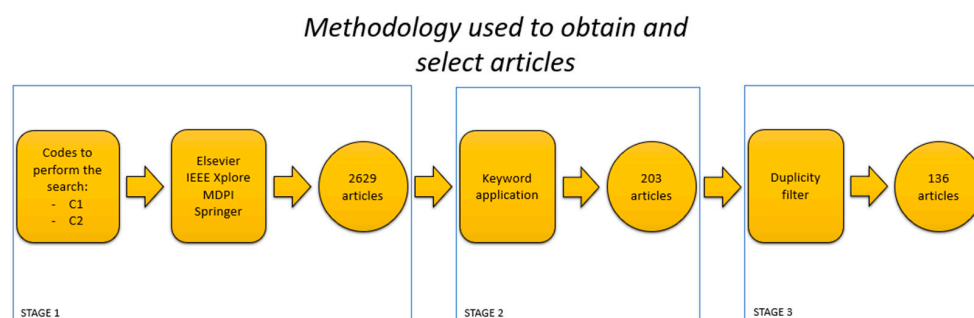 Methodology used to obtain and
select articles
Codes to
perform the
search:
- C1
- C2
Elsevier
IEEE Xplore
MDPI
Springer
2629
articles
STAGE 1
Keyword
application
203
articles
STAGE 2
Duplicity
filter
136
articles
STAGE 3